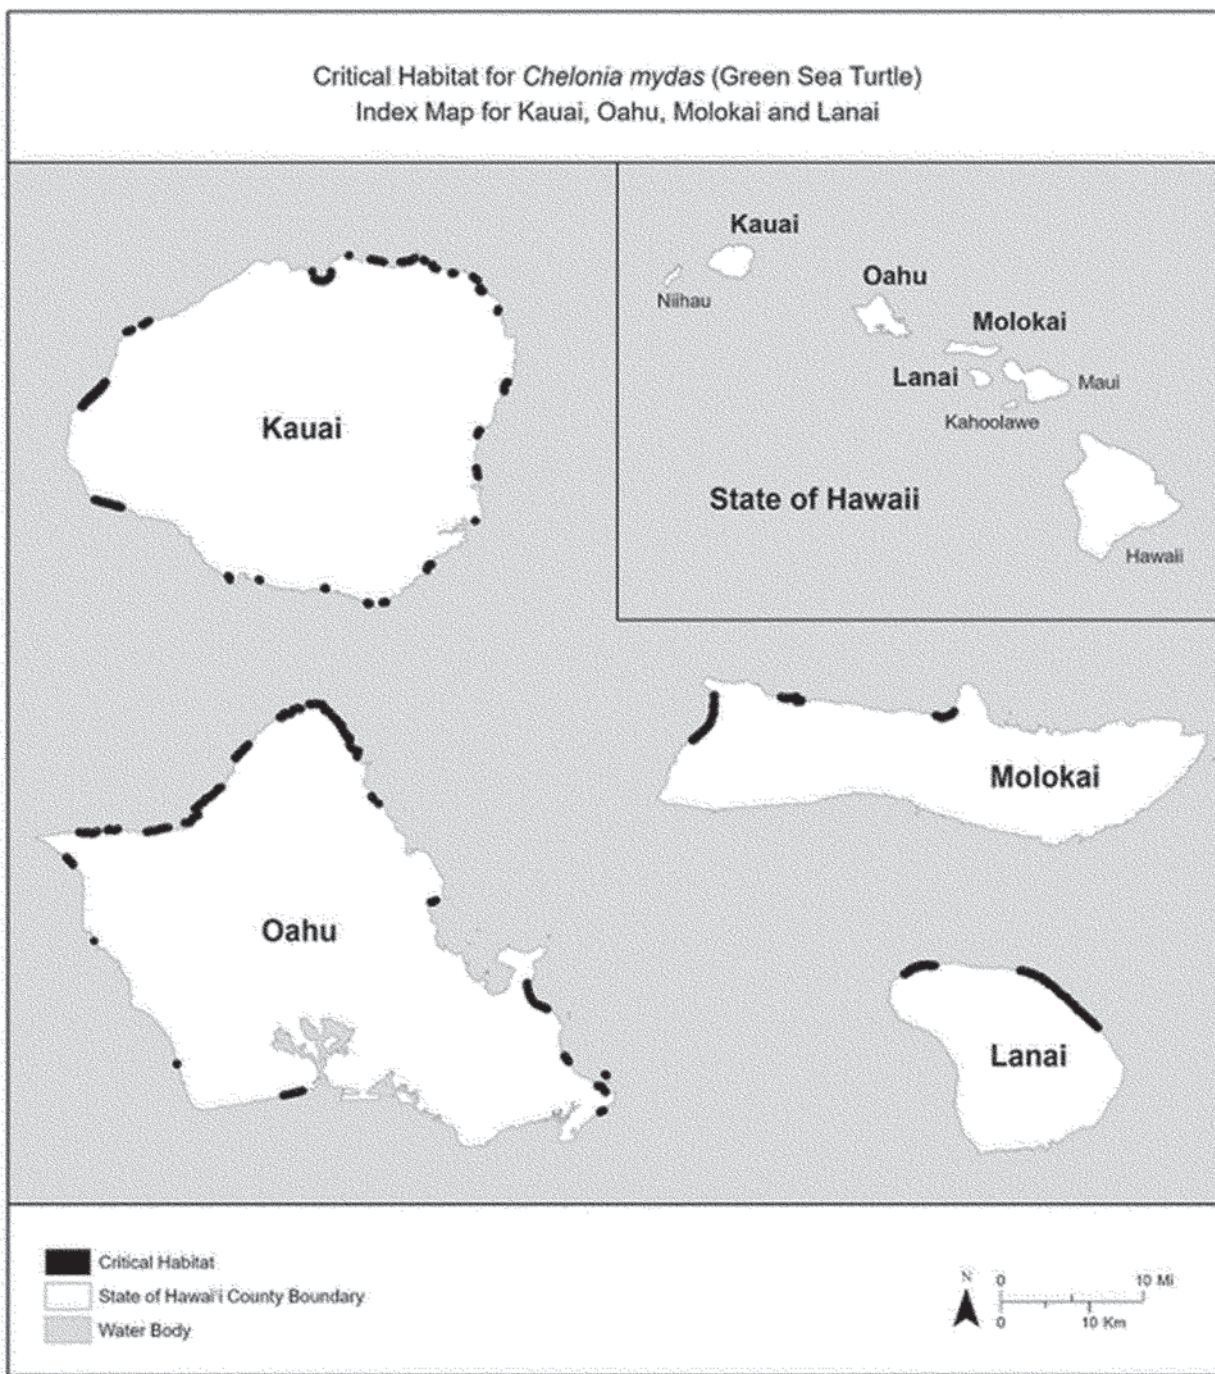 Critical Habitat for Chelonia mydas (Green Sea Turtle)
Index Map for Kauai, Oahu, Molokai and Lanai
Kauai
Oahu
Niihau
Molokai
Lanai
Maui
Kahoolawe
State of Hawaii
Hawaii
Kauai
Molokai
Oahu
Lanai
Critical Habitat
State of Hawai'i County Boundary
Water Body
N
0 10 Mi
0 10 Km